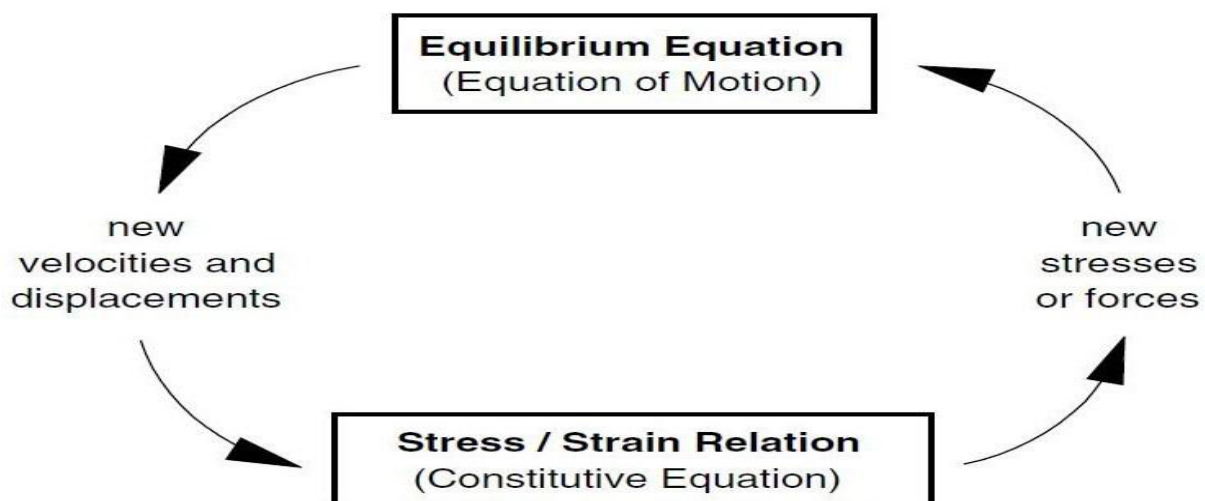 Equilibrium Equation
(Equation of Motion)
new
velocities and
displacements
new
stresses
or forces
Stress / Strain Relation
(Constitutive Equation)